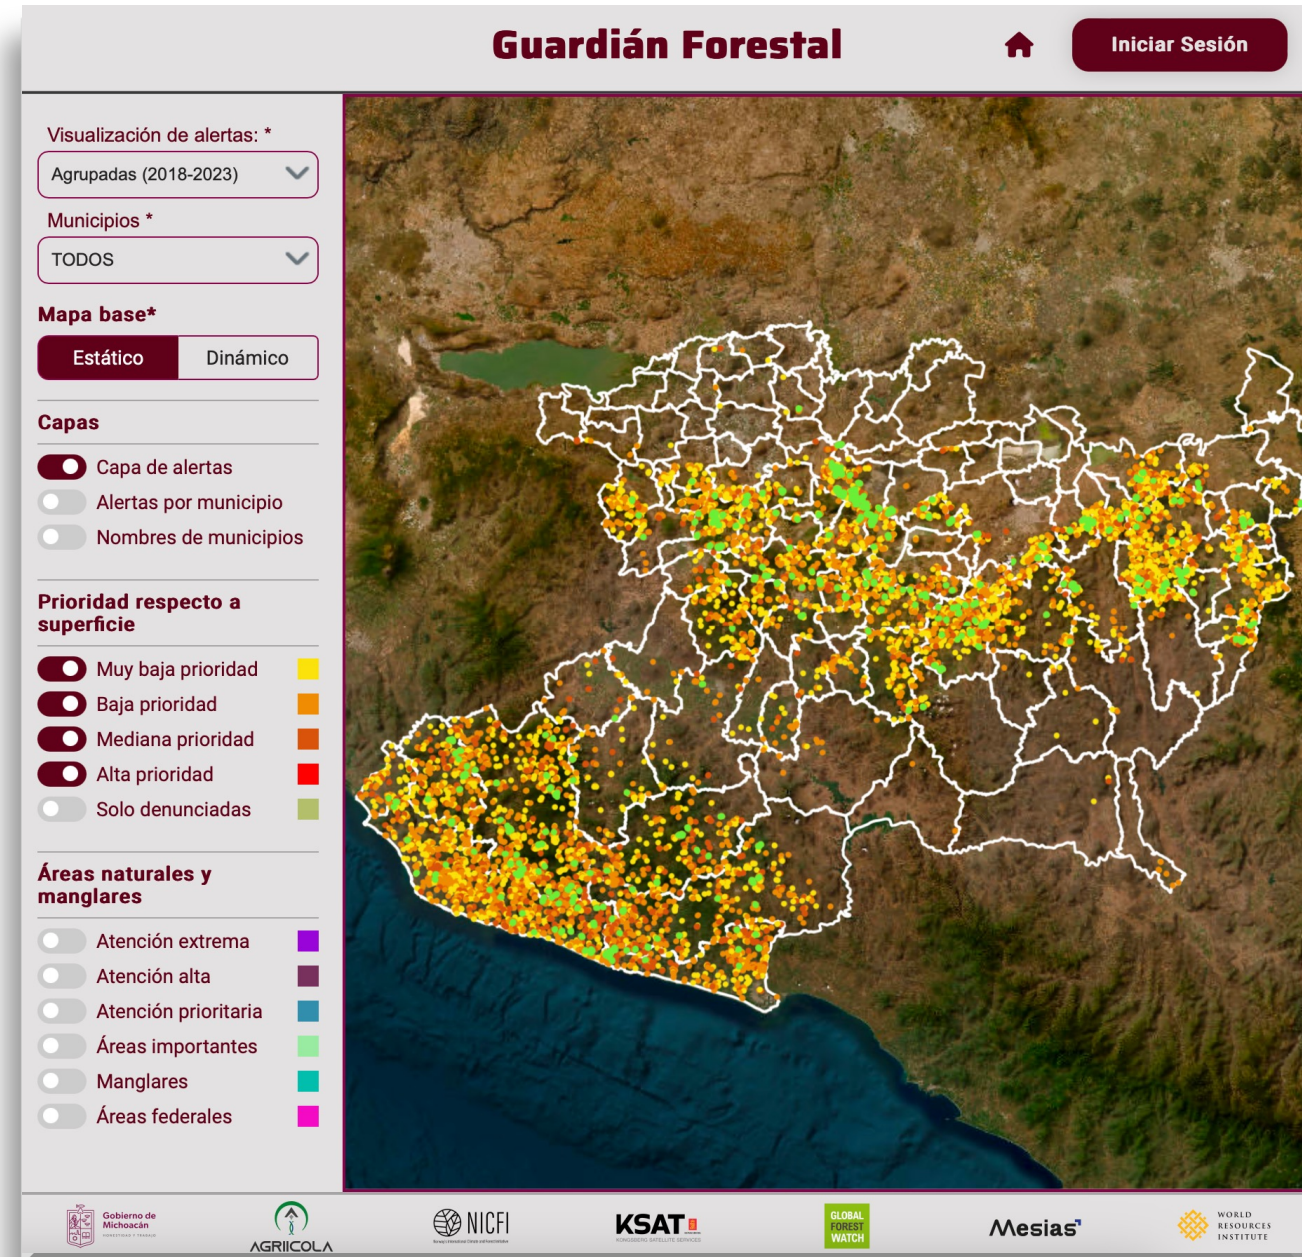 Guardián Forestal
Iniciar Sesión
Visualización de alertas: *
Agrupadas (2018-2023)
Municipios *
TODOS
Mapa base*
Estático
Dinámico
Capas
Capa de alertas
Alertas por municipio
Nombres de municipios
Prioridad respecto a
superficie
Muy baja prioridad
Baja prioridad
Mediana prioridad
Alta prioridad
Solo denunciadas
Áreas naturales y
manglares
Atención extrema
Atención alta
Atención prioritaria
Áreas importantes
Manglares
Áreas federales
Gobierno de
Michoacán
AGRIICOLA
NICFI
KSAT
KONGSBERG SATELLITE SERVICES
GLOBAL
FOREST
WATCH
Mesias
WORLD
RESOURCES
INSTITUTE